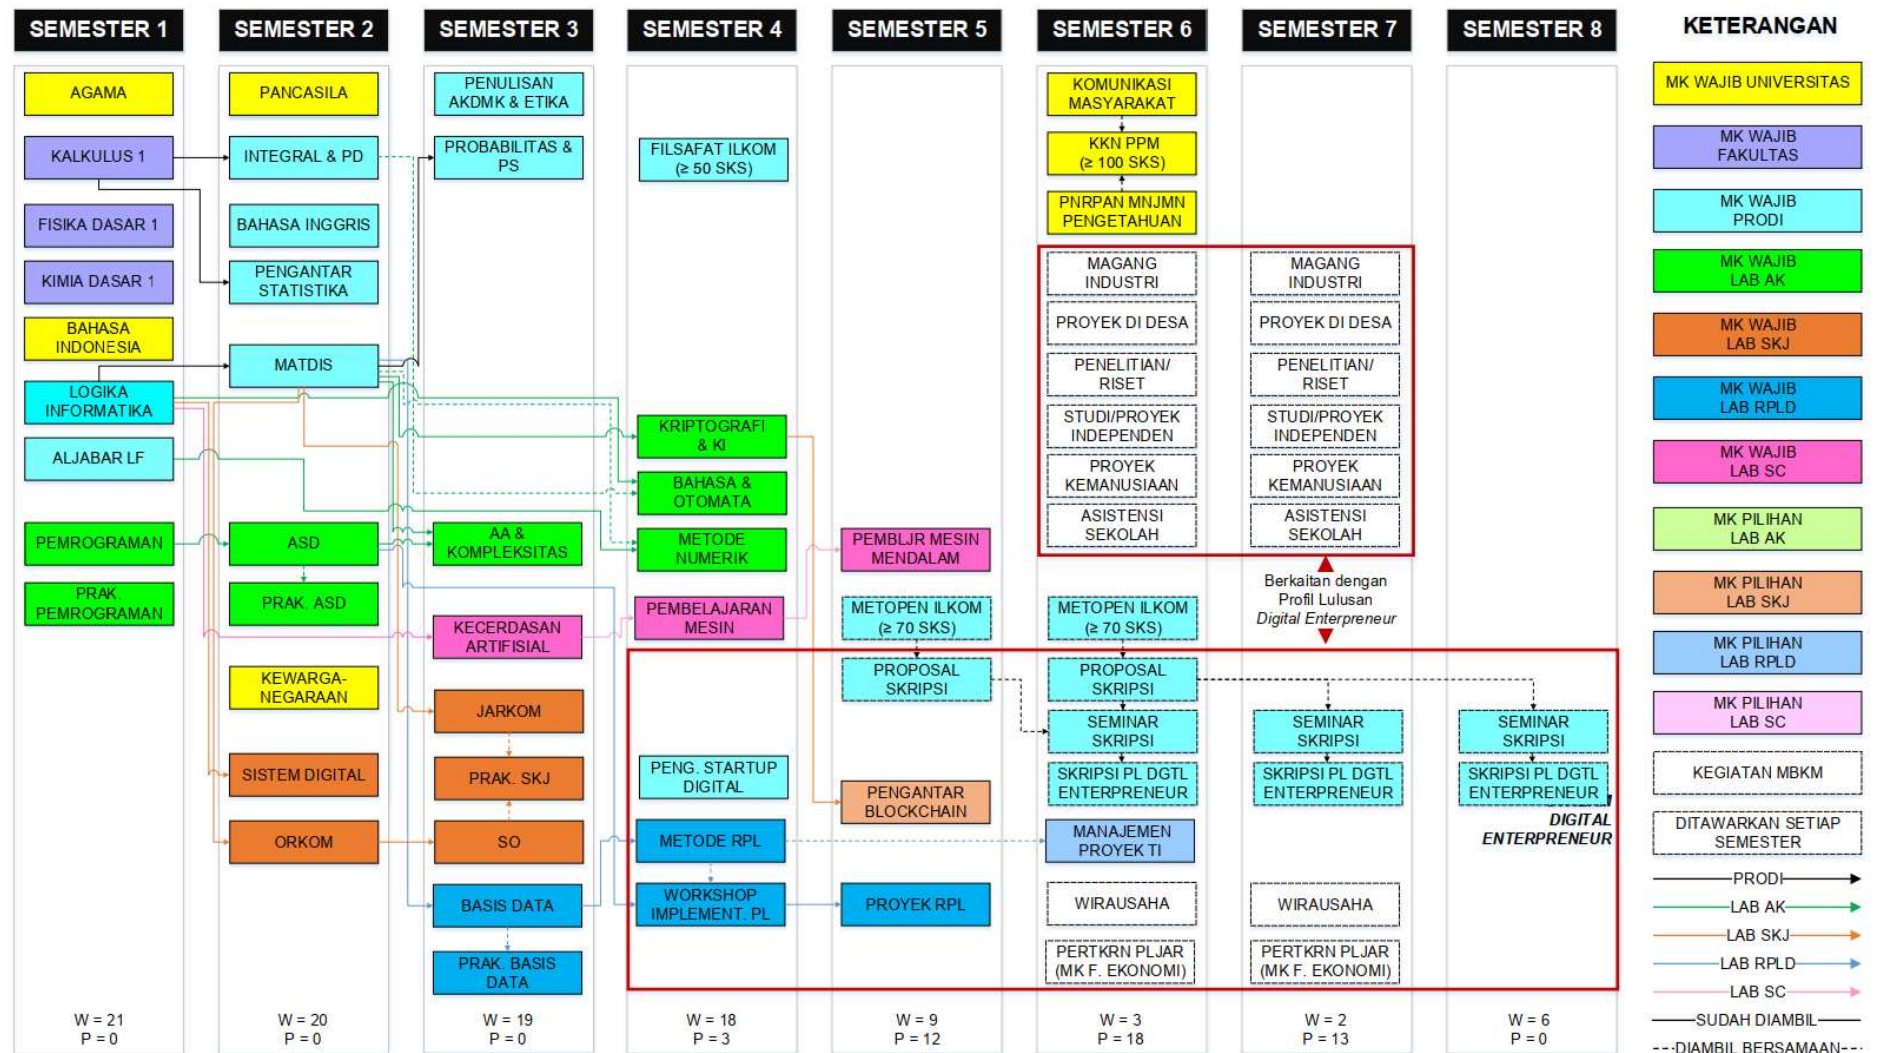 SEMESTER 1
AGAMA
KALKULUS 1
FISIKA DASAR 1
KIMIA DASAR 1
BAHASA
INDONESIA
LOGIKA
INFORMATIKA
ALJABAR LF
PEMROGRAMAN
PRAK.
PEMROGRAMAN
W = 21
P = 0
SEMESTER 2
PANCASILA
INTEGRAL & PD
BAHASA INGGRIS
PENGANTAR
STATISTIKA
MATDIS
ASD
PRAK. ASD
KEWARGA-
NEGARAAN
SISTEM DIGITAL
ORKOM
W = 20
P = 0
SEMESTER 3
PENULISAN
AKDMK & ETIKA
PROBABILITAS &
PS
AA &
KOMPLEKSITAS
KECERDASAN
ARTIFISIAL
JARKOM
PRAK. SKJ
SO
BASIS DATA
PRAK. BASIS
DATA
W = 19
P = 0
SEMESTER 4
FILSAFAT ILKOM
(≥ 50 SKS)
KRIPTOGRAFI
& KI
BAHASA &
OTOMATA
METODE
NUMERIK
PEMBELAJARAN
MESIN
PENG. STARTUP
DIGITAL
METODE RPL
WORKSHOP
IMPLEMENT. PL
W = 18
P = 3
SEMESTER 5
PEMBLJR MESIN
MENDALAM
METOPEN ILKOM
(≥ 70 SKS)
PROPOSAL
SKRIPSI
PENGANTAR
BLOCKCHAIN
PROYEK RPL
W = 9
P = 12
SEMESTER 6
KOMUNIKASI
MASYARAKAT
KKN PPM
(≥ 100 SKS)
PNRPAN MNJMN
PENGETAHUAN
MAGANG
INDUSTRI
PROYEK DI DESA
PENELITIAN/
RISET
STUDI/PROYEK
INDEPENDEN
PROYEK
KEMANUSIAAN
ASISTENSI
SEKOLAH
METOPEN ILKOM
(≥ 70 SKS)
PROPOSAL
SKRIPSI
SEMINAR
SKRIPSI
SKRIPSI PL DGTL
ENTERPRENEUR
MANAJEMEN
PROYEK TI
WIRAUSAHA
PERTKRN PLJAR
(MK F. EKONOMI)
W = 3
P = 18
SEMESTER 7
MAGANG
INDUSTRI
PROYEK DI DESA
PENELITIAN/
RISET
STUDI/PROYEK
INDEPENDEN
PROYEK
KEMANUSIAAN
ASISTENSI
SEKOLAH
Berkaitan dengan
Profil Lulusan
Digital Enterpreneur
SEMINAR
SKRIPSI
SKRIPSI PL DGTL
ENTERPRENEUR
WIRAUSAHA
PERTKRN PLJAR
(MK F. EKONOMI)
W = 2
P = 13
SEMESTER 8
SEMINAR
SKRIPSI
SKRIPSI PL DGTL
ENTERPRENEUR
DIGITAL
ENTERPRENEUR
W = 6
P = 0
KETERANGAN
MK WAJIB UNIVERSITAS
MK WAJIB
FAKULTAS
MK WAJIB
PRODI
MK WAJIB
LAB AK
MK WAJIB
LAB SKJ
MK WAJIB
LAB RPLD
MK WAJIB
LAB SC
MK PILIHAN
LAB AK
MK PILIHAN
LAB SKJ
MK PILIHAN
LAB RPLD
MK PILIHAN
LAB SC
KEGIATAN MBKM
DITAWARKAN SETIAP
SEMESTER
PRODI
LAB AK
LAB SKJ
LAB RPLD
LAB SC
SUDAH DIAMBIL
DIAMBIL BERSAMAAN